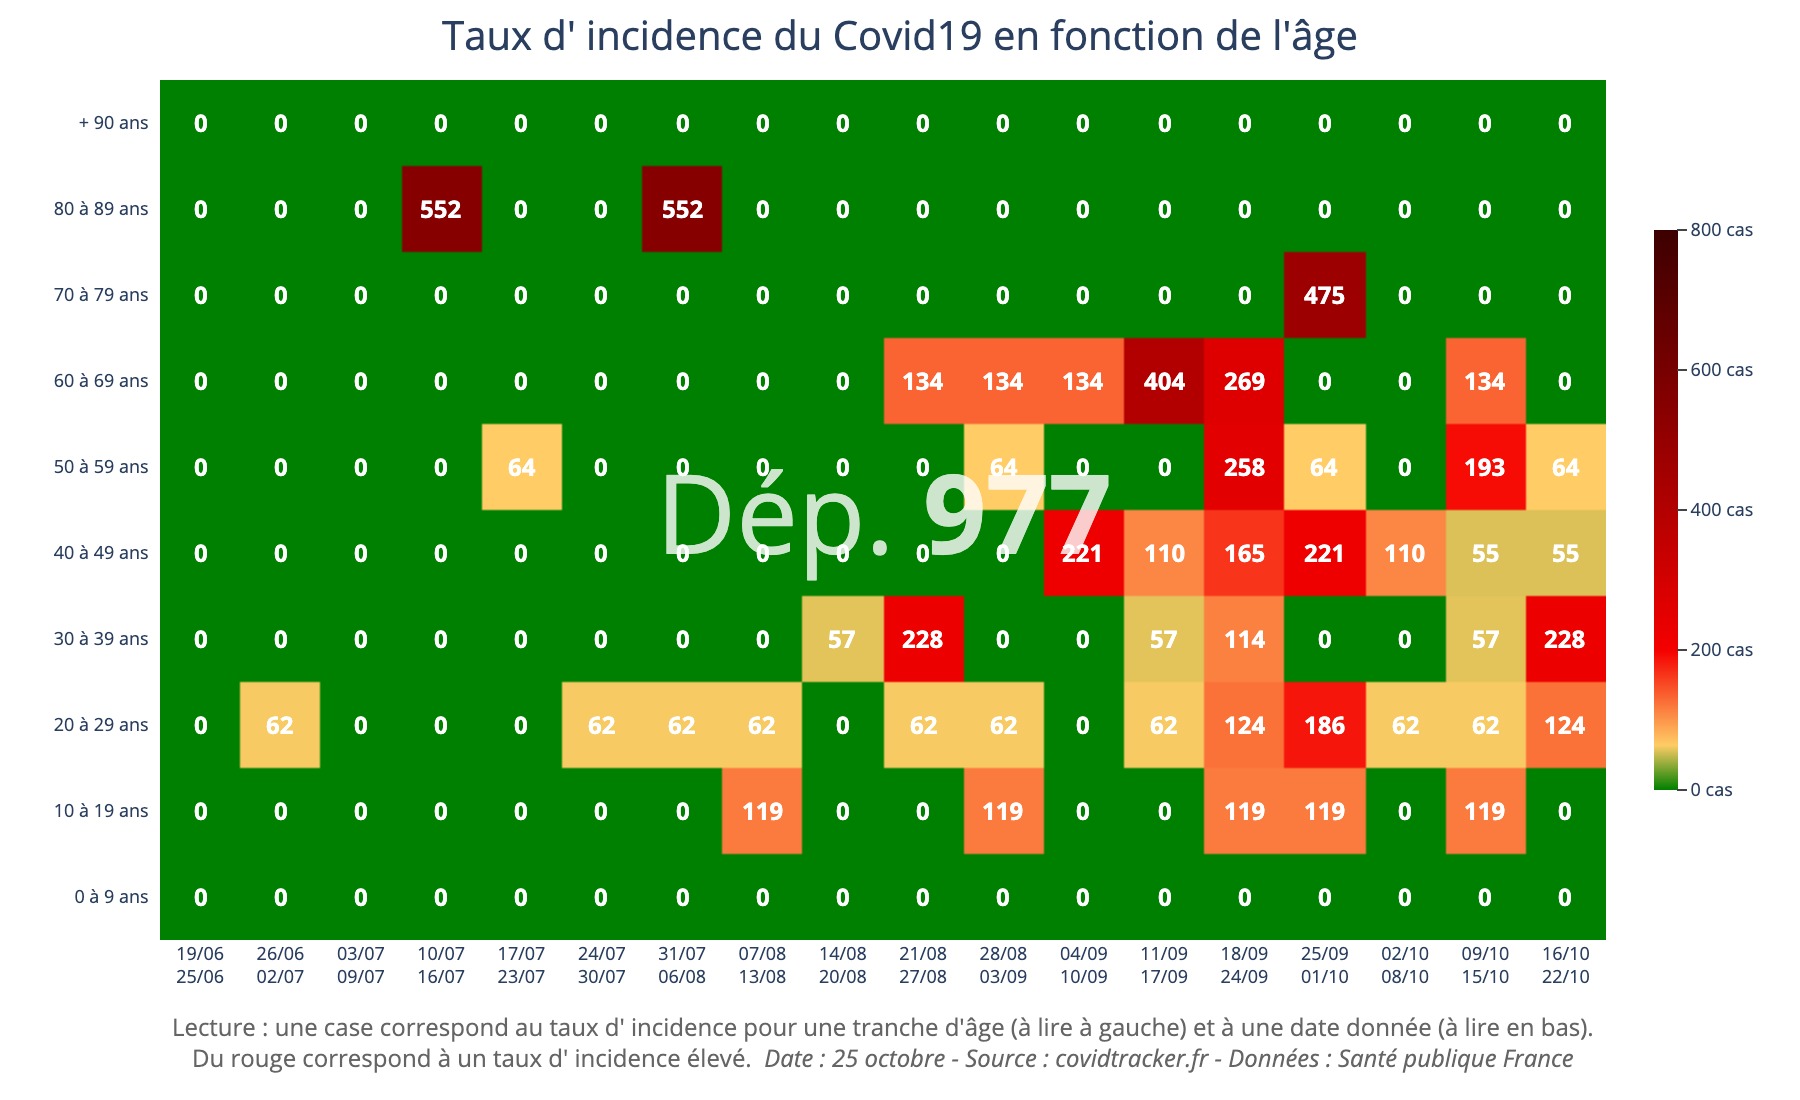 Taux d' incidence du Covid19 en fonction de l'âge
+ 90 ans 0 0 0 0 0 0 0 0 0 0 0 0 0 0 0 0 0 0
80 à 89 ans 0 0 0 552 0 0 552 0 0 0 0 0 0 0 0 0 0 0
70 à 79 ans 0 0 0 0 0 0 0 0 0 0 0 0 0 0 475 0 0 0
60 à 69 ans 0 0 0 0 0 0 0 0 0 134 134 134 404 269 0 0 134 0
50 à 59 ans 0 0 0 0 64 0 0 0 0 0 64 0 0 258 64 0 193 64
Dép. 977
40 à 49 ans 0 0 0 0 0 0 0 0 0 0 0 221 110 165 221 110 55 55
30 à 39 ans 0 0 0 0 0 0 0 0 57 228 0 0 57 114 0 0 57 228
20 à 29 ans 0 62 0 0 0 62 62 62 0 62 62 0 62 124 186 62 62 124
10 à 19 ans 0 0 0 0 0 0 0 119 0 0 119 0 0 119 119 0 119 0
0 à 9 ans 0 0 0 0 0 0 0 0 0 0 0 0 0 0 0 0 0 0
19/06 26/06 03/07 10/07 17/07 24/07 31/07 07/08 14/08 21/08 28/08 04/09 11/09 18/09 25/09 02/10 09/10 16/10
25/06 02/07 09/07 16/07 23/07 30/07 06/08 13/08 20/08 27/08 03/09 10/09 17/09 24/09 01/10 08/10 15/10 22/10
800 cas
600 cas
400 cas
200 cas
0 cas
Lecture : une case correspond au taux d' incidence pour une tranche d'âge (à lire à gauche) et à une date donnée (à lire en bas).
Du rouge correspond à un taux d' incidence élevé. Date : 25 octobre - Source : covidtracker.fr - Données : Santé publique France